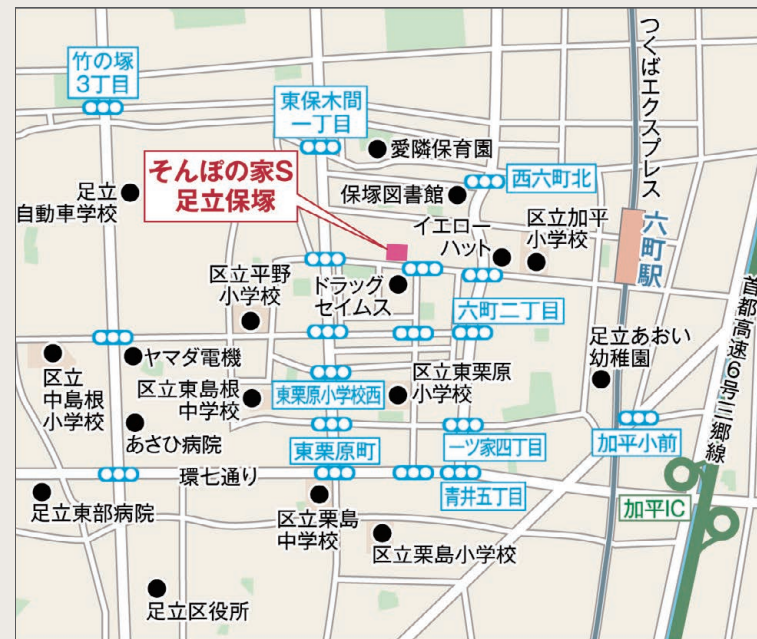 つくばエクスプレス
竹の塚
3丁目
東保木間
一丁目
愛隣保育園
そんぽの家S
足立保塚
足立
自動車学校
保塚図書館
西六町北
イエロー
ハット
区立加平
小学校
六町駅
区立平野
小学校
ドラッグ
セイムス
六町二丁目
首都高速6号三郷線
足立あおい
幼稚園
ヤマダ電機
区立
中島根
小学校
区立東島根
中学校
東栗原小学校西
区立東栗原
小学校
あさひ病院
東栗原町
一ツ家四丁目
加平小前
環七通り
青井五丁目
加平IC
足立東部病院
区立栗島
中学校
区立栗島小学校
足立区役所